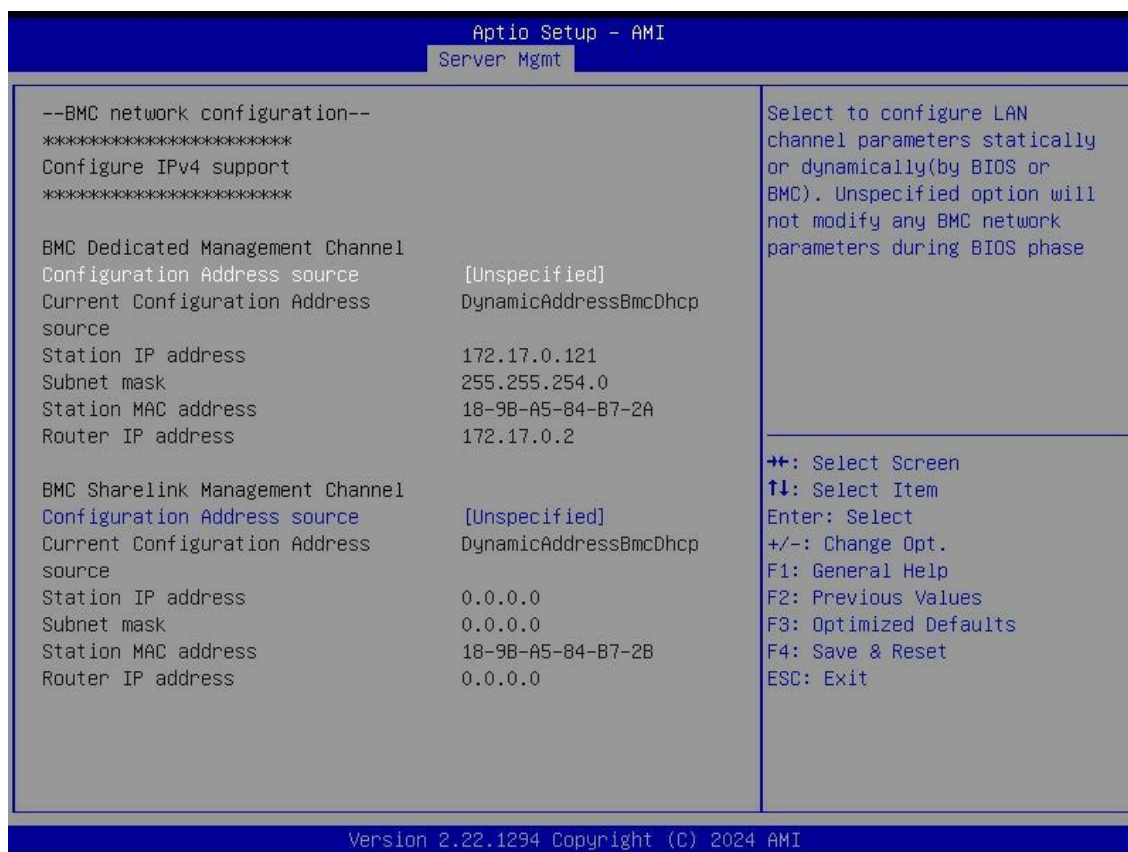 Aptio Setup - AMI
Server Mgmt
--BMC network configuration--
**********************
Configure IPv4 support
**********************
BMC Dedicated Management Channel
Configuration Address source [Unspecified]
Current Configuration Address DynamicAddressBmcDhcp
source
Station IP address 172.17.0.121
Subnet mask 255.255.254.0
Station MAC address 18-9B-A5-84-B7-2A
Router IP address 172.17.0.2
BMC Sharelink Management Channel
Configuration Address source [Unspecified]
Current Configuration Address DynamicAddressBmcDhcp
source
Station IP address 0.0.0.0
Subnet mask 0.0.0.0
Station MAC address 18-9B-A5-84-B7-2B
Router IP address 0.0.0.0
Select to configure LAN
channel parameters statically
or dynamically(by BIOS or
BMC). Unspecified option will
not modify any BMC network
parameters during BIOS phase
→←: Select Screen
↑↓: Select Item
Enter: Select
+/-: Change Opt.
F1: General Help
F2: Previous Values
F3: Optimized Defaults
F4: Save & Reset
ESC: Exit
Version 2.22.1294 Copyright (C) 2024 AMI